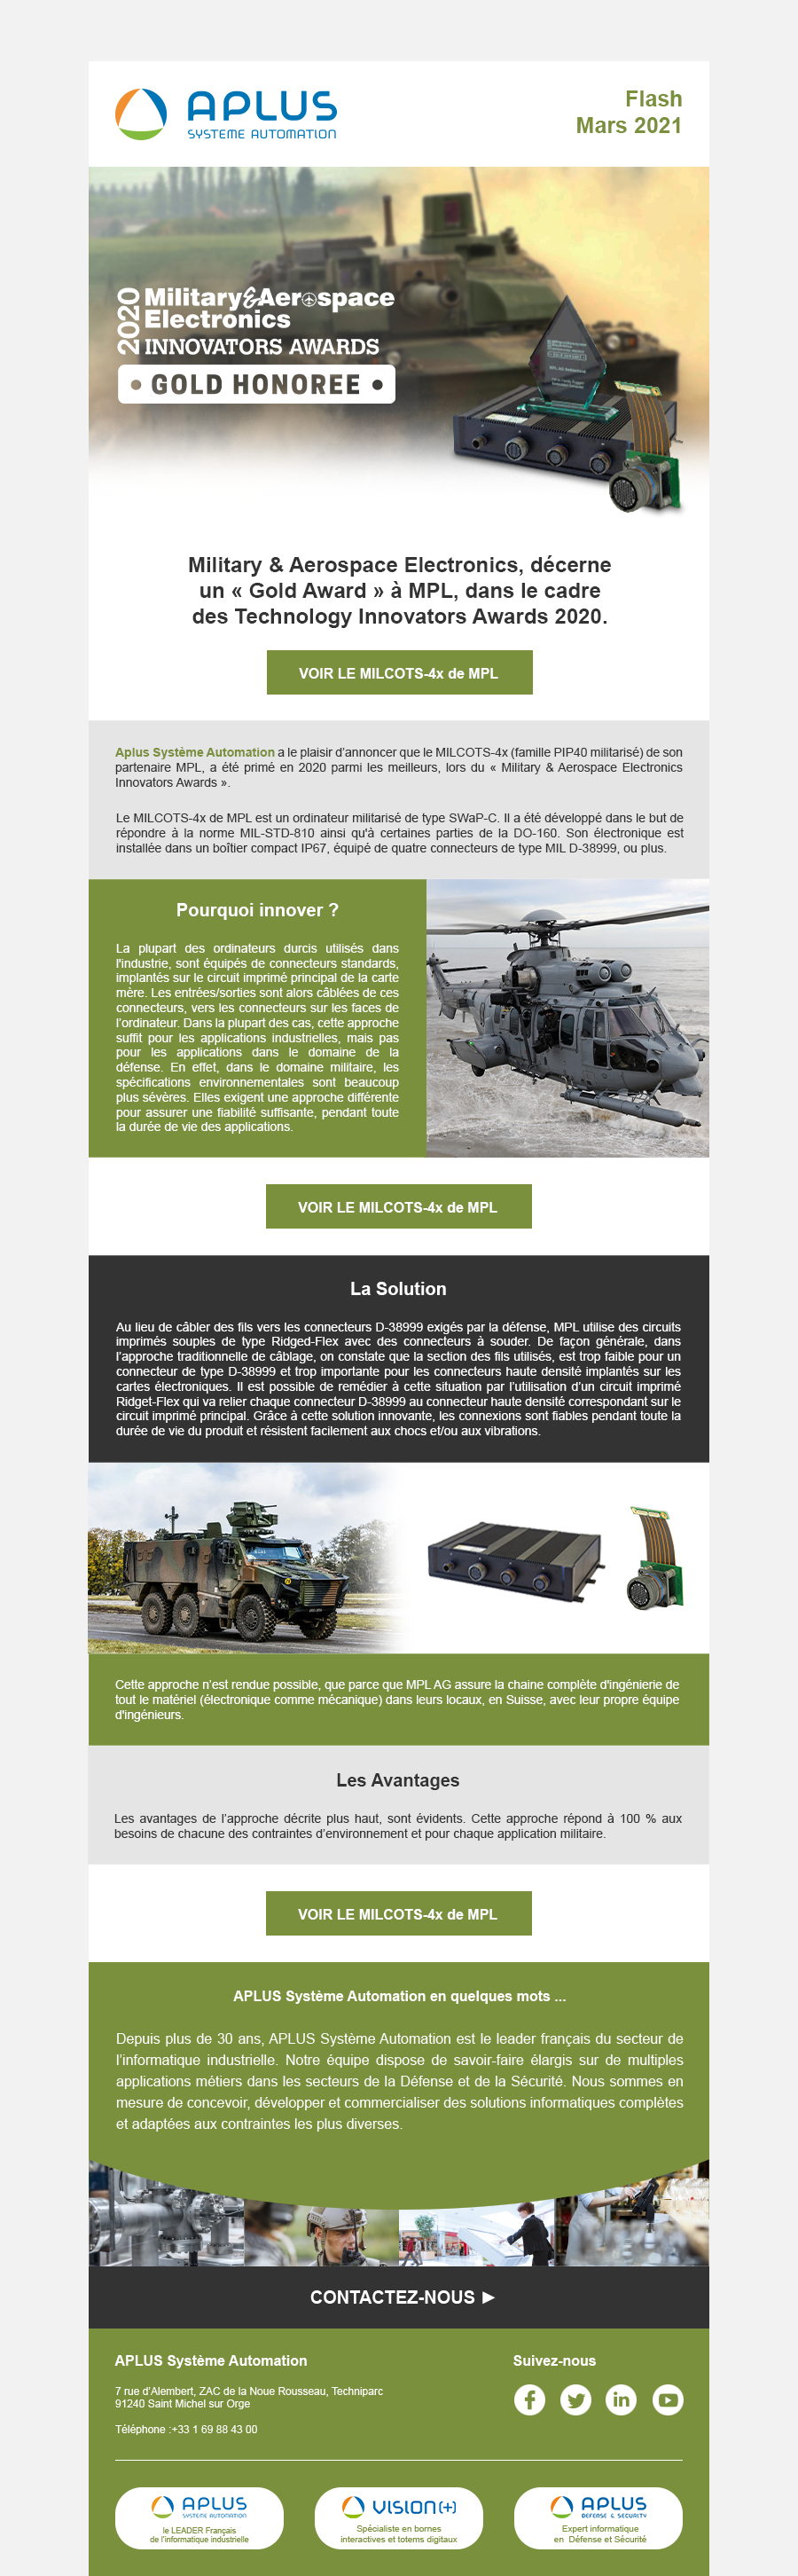 APLUS
SYSTEME AUTOMATION
Flash
Mars 2021
2020
Military & Aerospace
Electronics
INNOVATORS AWARDS
• GOLD HONOREE •
Military & Aerospace Electronics, décerne
un « Gold Award » à MPL, dans le cadre
des Technology Innovators Awards 2020.
VOIR LE MILCOTS-4x de MPL
Aplus Système Automation a le plaisir d'annoncer que le MILCOTS-4x (famille PIP40 militarisé) de son
partenaire MPL, a été primé en 2020 parmi les meilleurs, lors du « Military & Aerospace Electronics
Innovators Awards ».
Le MILCOTS-4x de MPL est un ordinateur militarisé de type SWaP-C. Il a été développé dans le but de
répondre à la norme MIL-STD-810 ainsi qu'à certaines parties de la DO-160. Son électronique est
installée dans un boîtier compact IP67, équipé de quatre connecteurs de type MIL D-38999, ou plus.
Pourquoi innover ?
La plupart des ordinateurs durcis utilisés dans
l'industrie, sont équipés de connecteurs standards,
implantés sur le circuit imprimé principal de la carte
mère. Les entrées/sorties sont alors câblées de ces
connecteurs, vers les connecteurs sur les faces de
l'ordinateur. Dans la plupart des cas, cette approche
suffit pour les applications industrielles, mais pas
pour les applications dans le domaine de la
défense. En effet, dans le domaine militaire, les
spécifications environnementales sont beaucoup
plus sévères. Elles exigent une approche différente
pour assurer une fiabilité suffisante, pendant toute
la durée de vie des applications.
VOIR LE MILCOTS-4x de MPL
La Solution
Au lieu de câbler des fils vers les connecteurs D-38999 exigés par la défense, MPL utilise des circuits
imprimés souples de type Ridged-Flex avec des connecteurs à souder. De façon générale, dans
l'approche traditionnelle de câblage, on constate que la section des fils utilisés, est trop faible pour un
connecteur de type D-38999 et trop importante pour les connecteurs haute densité implantés sur les
cartes électroniques. Il est possible de remédier à cette situation par l'utilisation d'un circuit imprimé
Ridget-Flex qui va relier chaque connecteur D-38999 au connecteur haute densité correspondant sur le
circuit imprimé principal. Grâce à cette solution innovante, les connexions sont fiables pendant toute la
durée de vie du produit et résistent facilement aux chocs et/ou aux vibrations.
Cette approche n'est rendue possible, que parce que MPL AG assure la chaine complète d'ingénierie de
tout le matériel (électronique comme mécanique) dans leurs locaux, en Suisse, avec leur propre équipe
d'ingénieurs.
Les Avantages
Les avantages de l'approche décrite plus haut, sont évidents. Cette approche répond à 100 % aux
besoins de chacune des contraintes d'environnement et pour chaque application militaire.
VOIR LE MILCOTS-4x de MPL
APLUS Système Automation en quelques mots ...
Depuis plus de 30 ans, APLUS Système Automation est le leader français du secteur de
l'informatique industrielle. Notre équipe dispose de savoir-faire élargis sur de multiples
applications métiers dans les secteurs de la Défense et de la Sécurité. Nous sommes en
mesure de concevoir, développer et commercialiser des solutions informatiques complètes
et adaptées aux contraintes les plus diverses.
CONTACTEZ-NOUS ►
APLUS Système Automation
7 rue d'Alembert, ZAC de la Noue Rousseau, Techniparc
91240 Saint Michel sur Orge
Téléphone :+33 1 69 88 43 00
Suivez-nous
APLUS
SYSTEME AUTOMATION
le LEADER Français
de l'informatique industrielle
VISION(+)
Spécialiste en bornes
interactives et totems digitaux
APLUS
DEFENSE & SECURITY
Expert informatique
en Défense et Sécurité